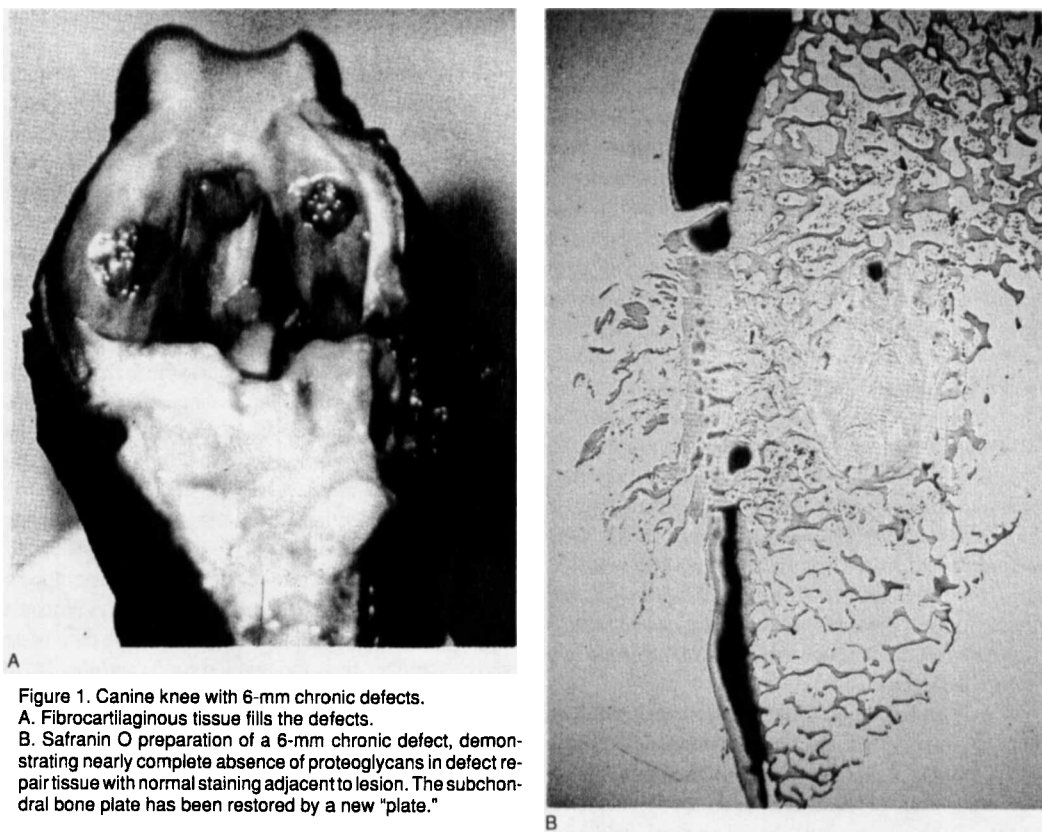 A
Figure 1. Canine knee with 6-mm chronic defects.
A. Fibrocartilaginous tissue fills the defects.
B. Safranin O preparation of a 6-mm chronic defect, demon-
strating nearly complete absence of proteoglycans in defect re-
pair tissue with normal staining adjacent to lesion. The subchon-
dral bone plate has been restored by a new "plate."
B